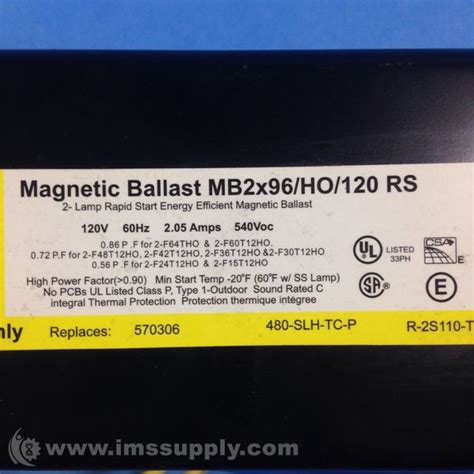 Magnetic Ballast MB2x96/HO/120 RS
2- Lamp Rapid Start Energy Efficient Magnetic Ballast
120V 60Hz 2.05 Amps 540Voc
0.86 P .F for 2-F64THO & 2-F60T12HO.
0.72 P.F for 2-F48T12HO, 2-F42T12HO, 2-F36T12HO &2-F30T12HO
0.56 P.F for 2-F24T12HO & 2-F15T12HO
High Power Factor(>0.90) Min Start Temp -20°F (60°F w/ SS Lamp)
No PCBs UL Listed Class P, Type 1-Outdoor Sound Rated C
integral Thermal Protection Protection thermique intégree
UL LISTED
33PH
CSA
A
E
nly Replaces: 570306 480-SLH-TC-P R-2S110-T
www.imssupply.com